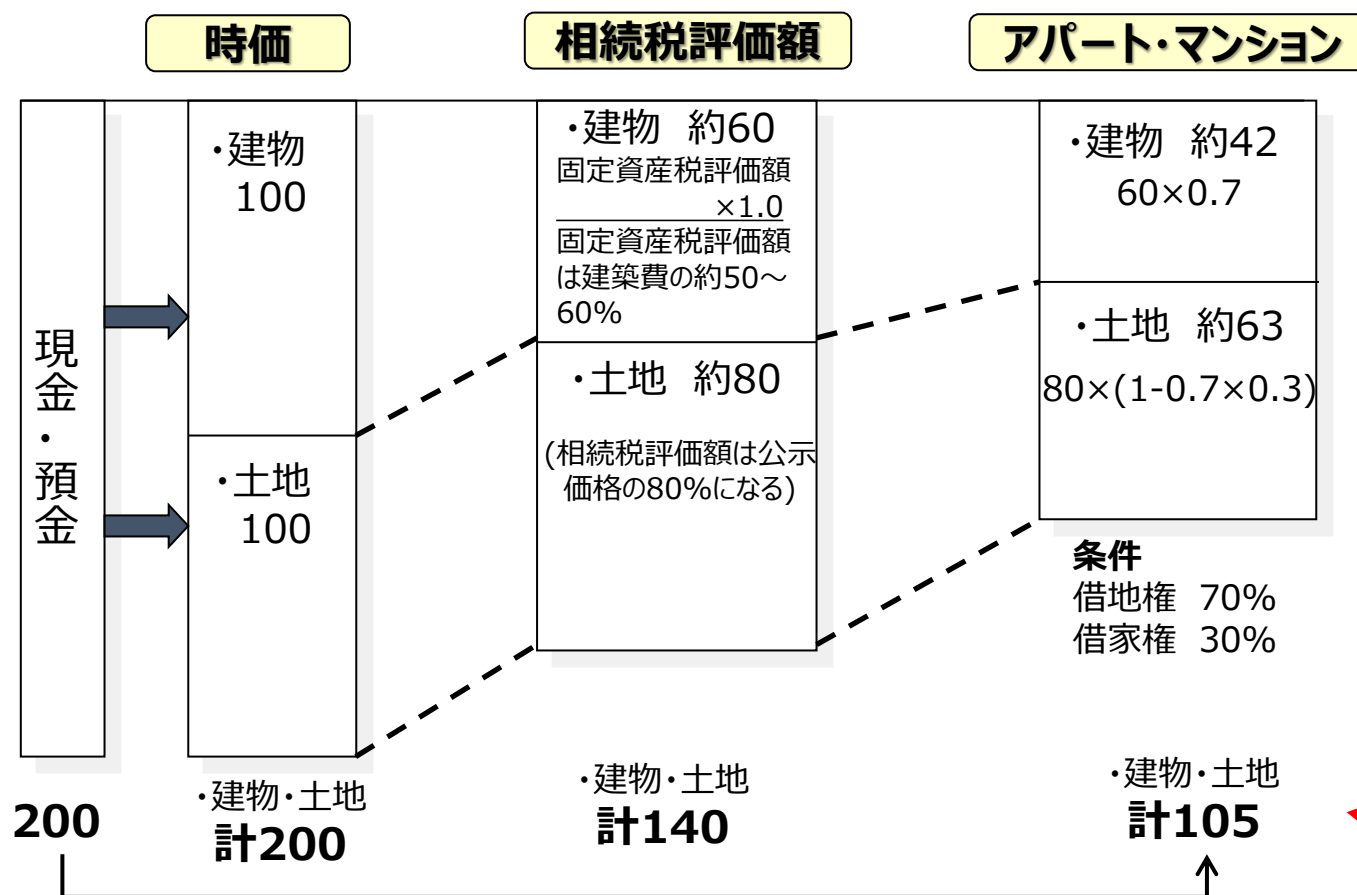 時価
相続税評価額
アパート・マンション
現金・預金
・建物
100
・土地
100
・建物 約60
固定資産税評価額
×1.0
固定資産税評価額
は建築費の約50～
60%
・土地 約80
(相続税評価額は公示
価格の80%になる)
・建物 約42
60×0.7
・土地 約63
80×(1-0.7×0.3)
条件
借地権 70%
借家権 30%
200
・建物・土地
計200
・建物・土地
計140
・建物・土地
計105